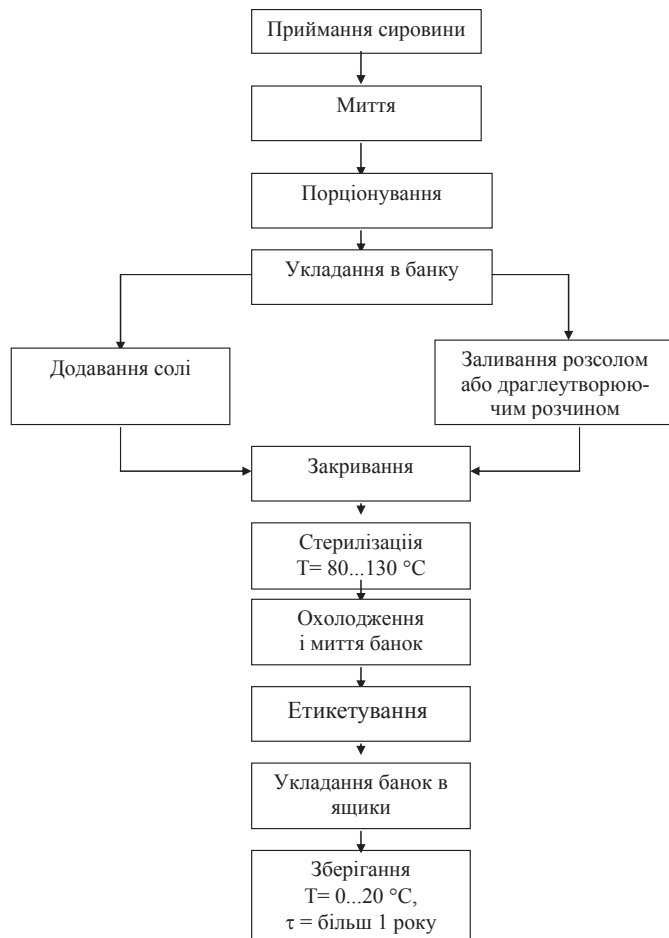 Приймання сировини
Миття
Порціонування
Укладання в банку
Додавання солі
Заливання розсолом
або драглеутворюю-
чим розчином
Закривання
Стерилізаціія
Т= 80...130 °С
Охолодження
і миття банок
Етикетування
Укладання банок в
ящики
Зберігання
Т= 0...20 °С,
τ = більш 1 року